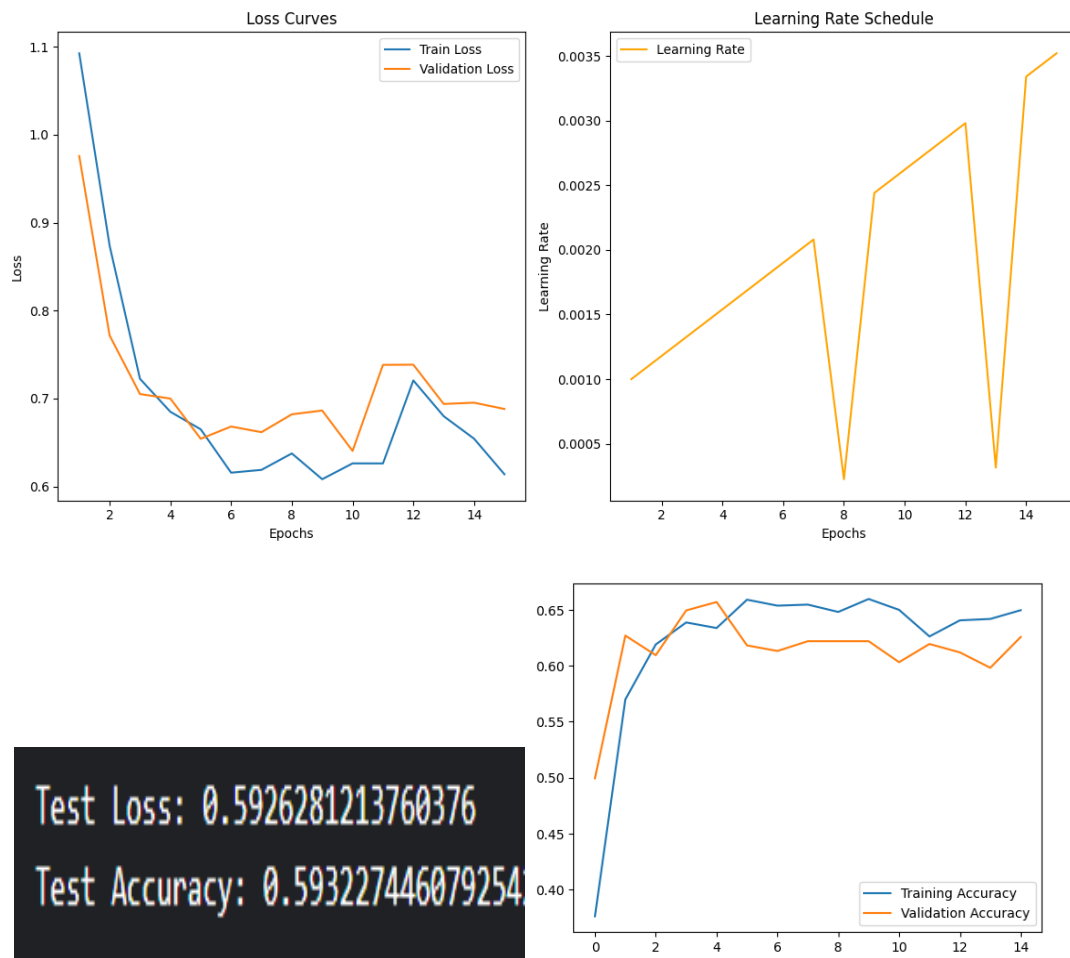 Loss Curves
1.1
1.0
0.9
0.8
0.7
0.6
Loss
Train Loss
Validation Loss
2 4 6 8 10 12 14
Epochs
Learning Rate Schedule
0.0035
0.0030
0.0025
0.0020
0.0015
0.0010
0.0005
Learning Rate
Learning Rate
2 4 6 8 10 12 14
Epochs
Test Loss: 0.5926281213760376
Test Accuracy: 0.593227446079254
0.65
0.60
0.55
0.50
0.45
0.40
Training Accuracy
Validation Accuracy
0 2 4 6 8 10 12 14